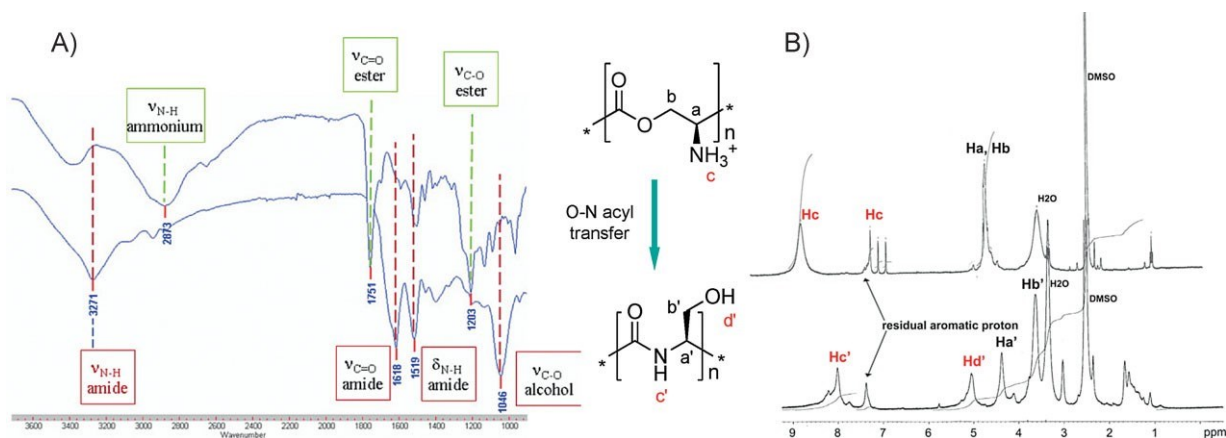 A)
νC=O
ester
νC-O
ester
νN-H
ammonium
2873
3271
1751
1203
1618
1519
1046
νN-H
amide
νC=O
amide
δN-H
amide
νC-O
alcohol
3600 3400 3200 3000 2800 2600 2400 2200 2000 1800 1600 1400 1200 1000
Wavenumber
O
b
*
a
*
O
n
NH3+
c
O-N acyl
transfer
OH
O
b'
d'
*
a'
*
N
H
n
c'
B)
DMSO
Ha, Hb
Hc
Hc
H2O
Hb'
H2O
DMSO
residual aromatic proton
Ha'
Hc'
Hd'
9 8 7 6 5 4 3 2 1 ppm